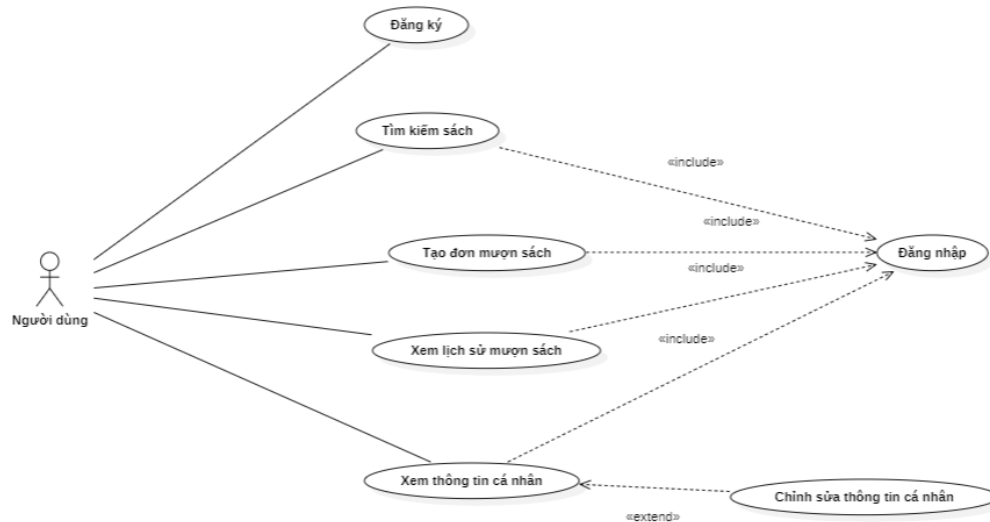 Đăng ký
Tìm kiếm sách
«include»
«include»
Tạo đơn mượn sách
Đăng nhập
«include»
Người dùng
«include»
Xem lịch sử mượn sách
Xem thông tin cá nhân
Chỉnh sửa thông tin cá nhân
«extend»